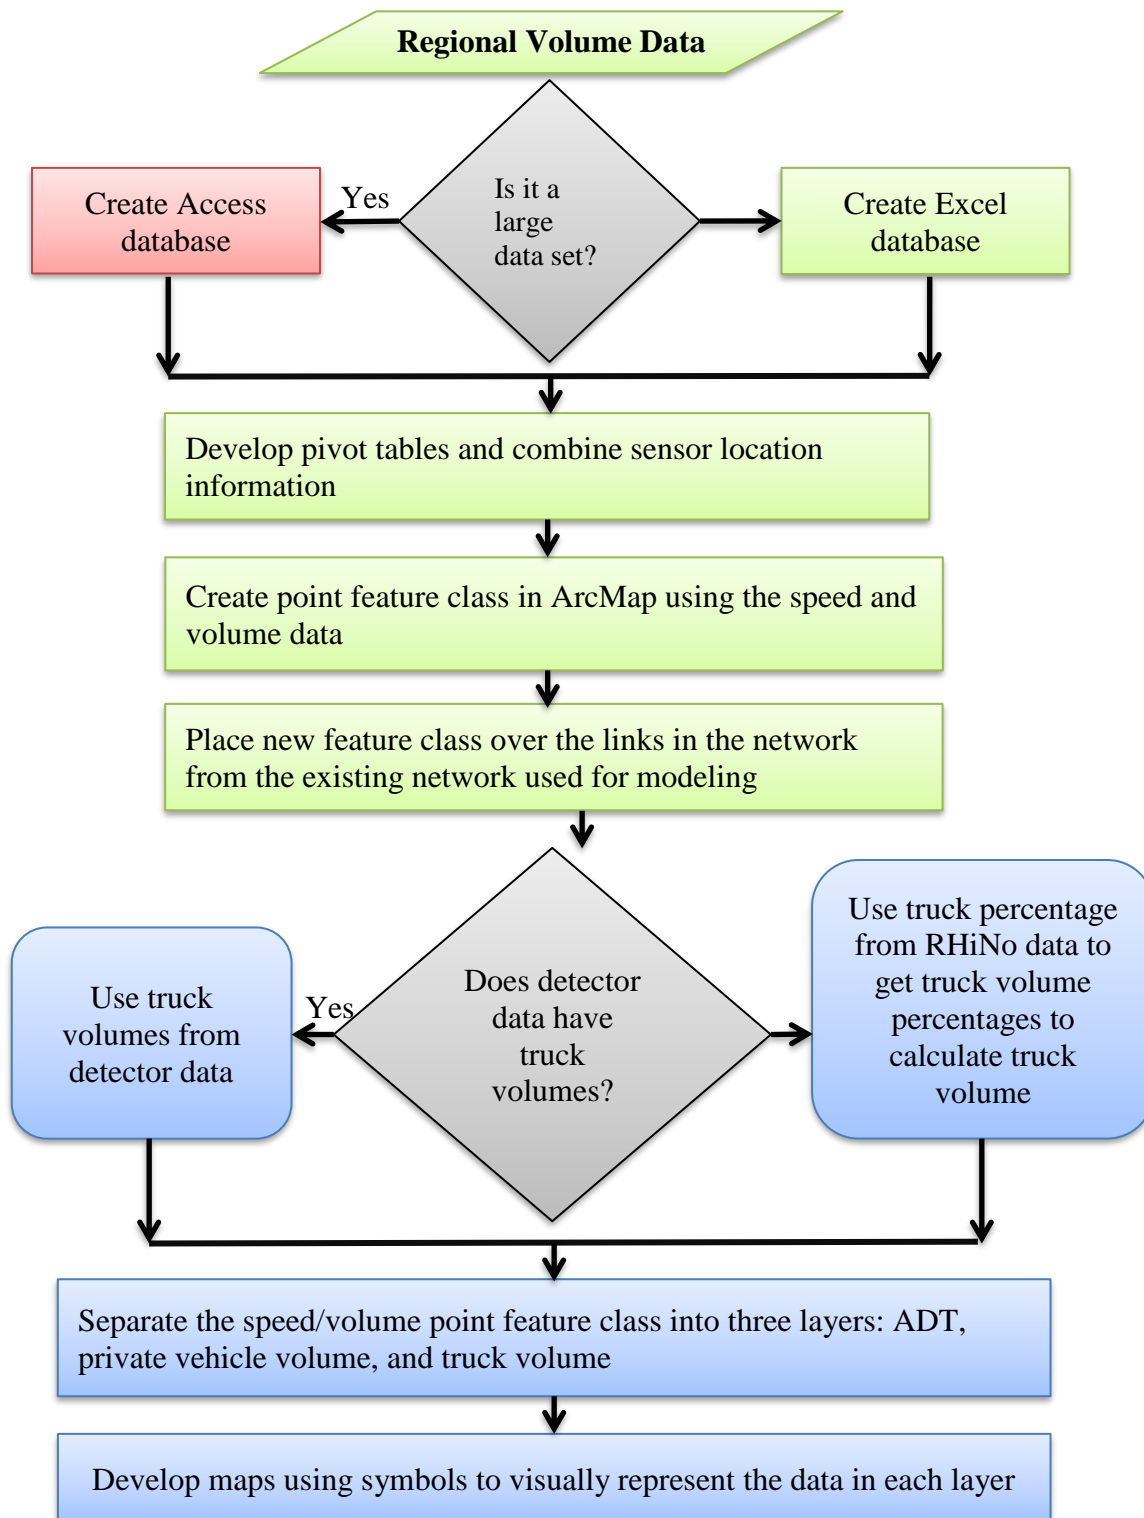 Regional Volume Data
Is it a
large
data set?
Yes
Create Access
database
Create Excel
database
Develop pivot tables and combine sensor location
information
Create point feature class in ArcMap using the speed and
volume data
Place new feature class over the links in the network
from the existing network used for modeling
Does detector
data have
truck
volumes?
Yes
Use truck
volumes from
detector data
Use truck percentage
from RHiNo data to
get truck volume
percentages to
calculate truck
volume
Separate the speed/volume point feature class into three layers: ADT,
private vehicle volume, and truck volume
Develop maps using symbols to visually represent the data in each layer